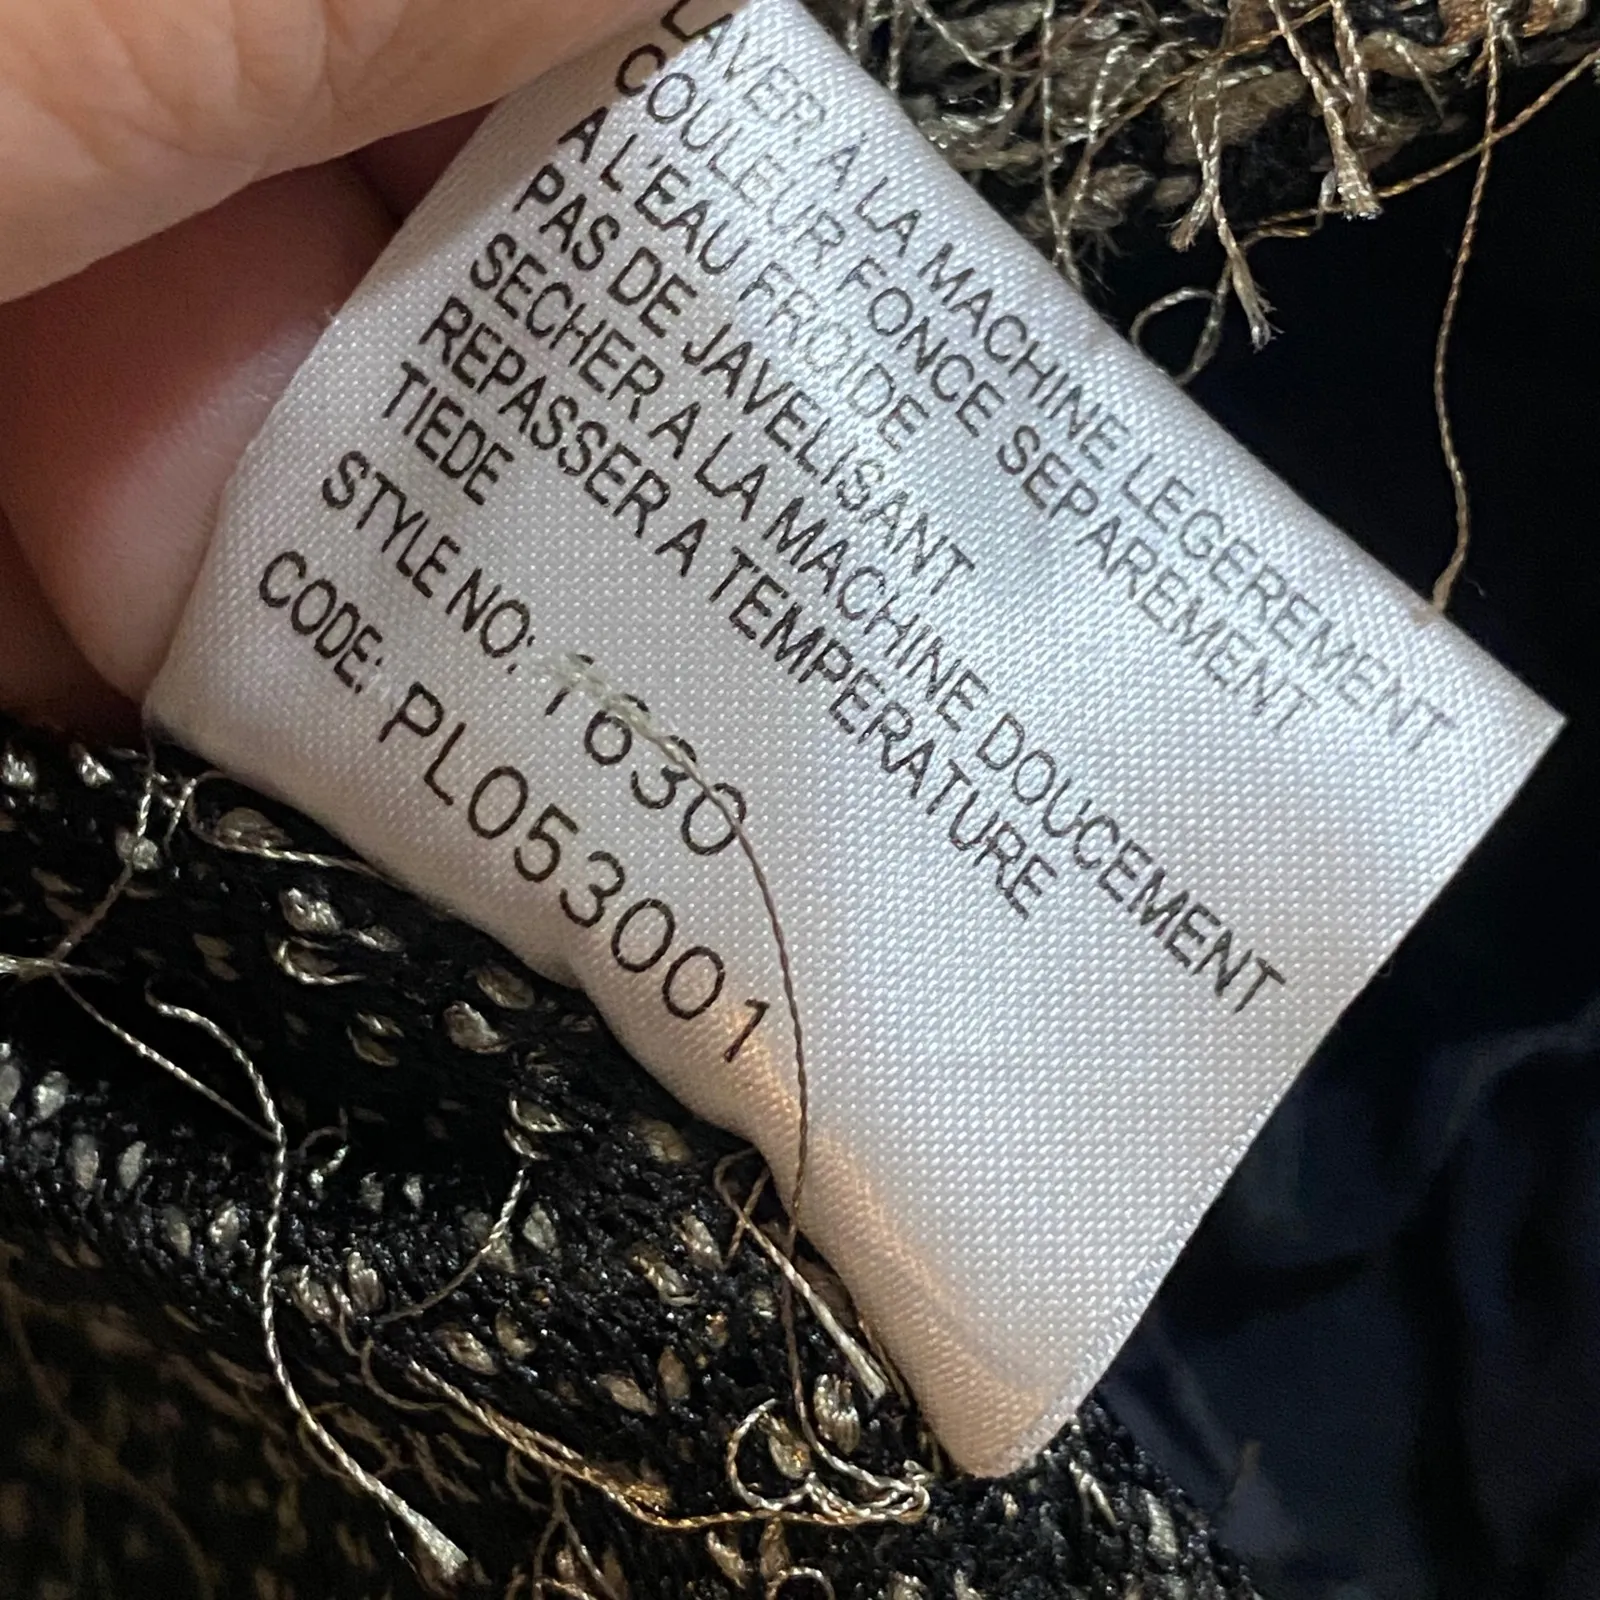 LAVER A LA MACHINE LEGEREMENT
COULEUR FONCE SEPAREMENT
A L'EAU FROIDE
PAS DE JAVELISANT
SECHER A LA MACHINE DOUCEMENT
REPASSER A TEMPERATURE
TIEDE
STYLE NO: 1630
CODE: PL053001